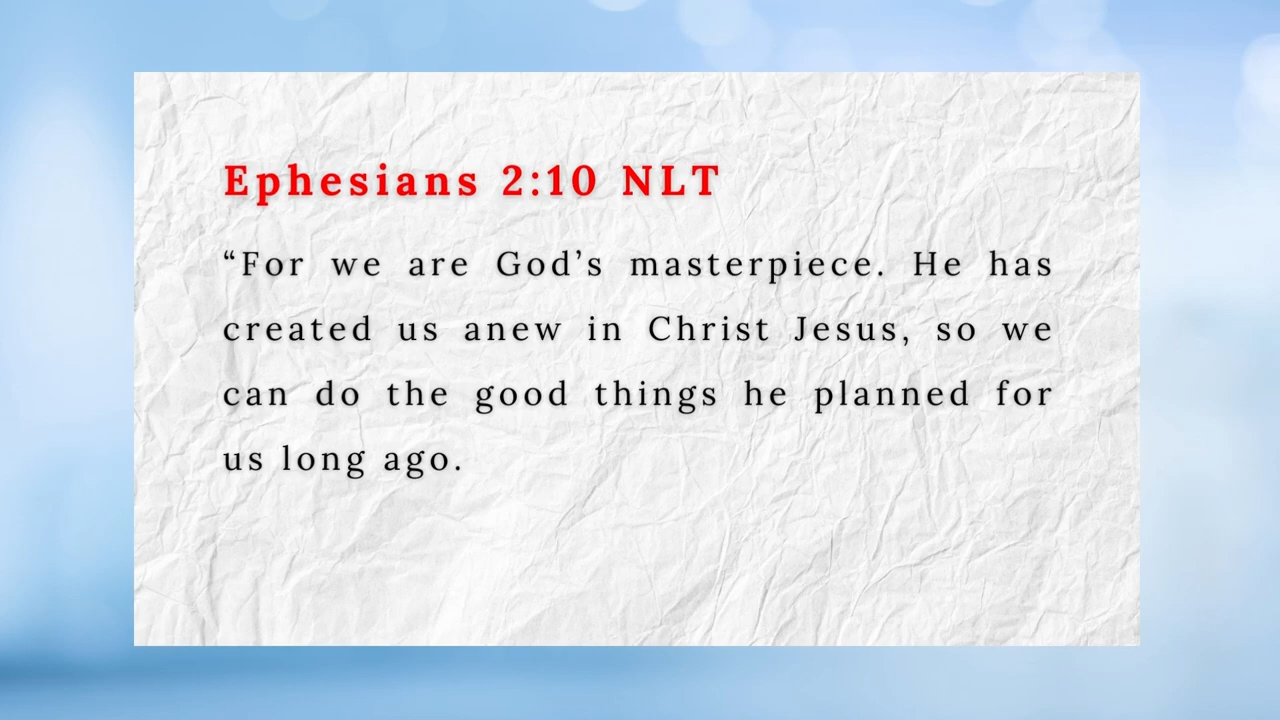 Ephesians 2:10 NLT
“For we are God’s masterpiece. He has
created us anew in Christ Jesus, so we
can do the good things he planned for
us long ago.